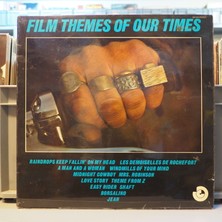 FILM THEMES OF OUR TIMES
RAINDROPS KEEP FALLIN' ON MY HEAD LES DEMOISELLES DE ROCHEFORT
A MAN AND A WOMAN WINDMILLS OF YOUR MIND
MIDNIGHT COWBOY MRS. ROBINSON
LOVE STORY THEME FROM Z
EASY RIDER SHAFT
BORSALINO
JEAN